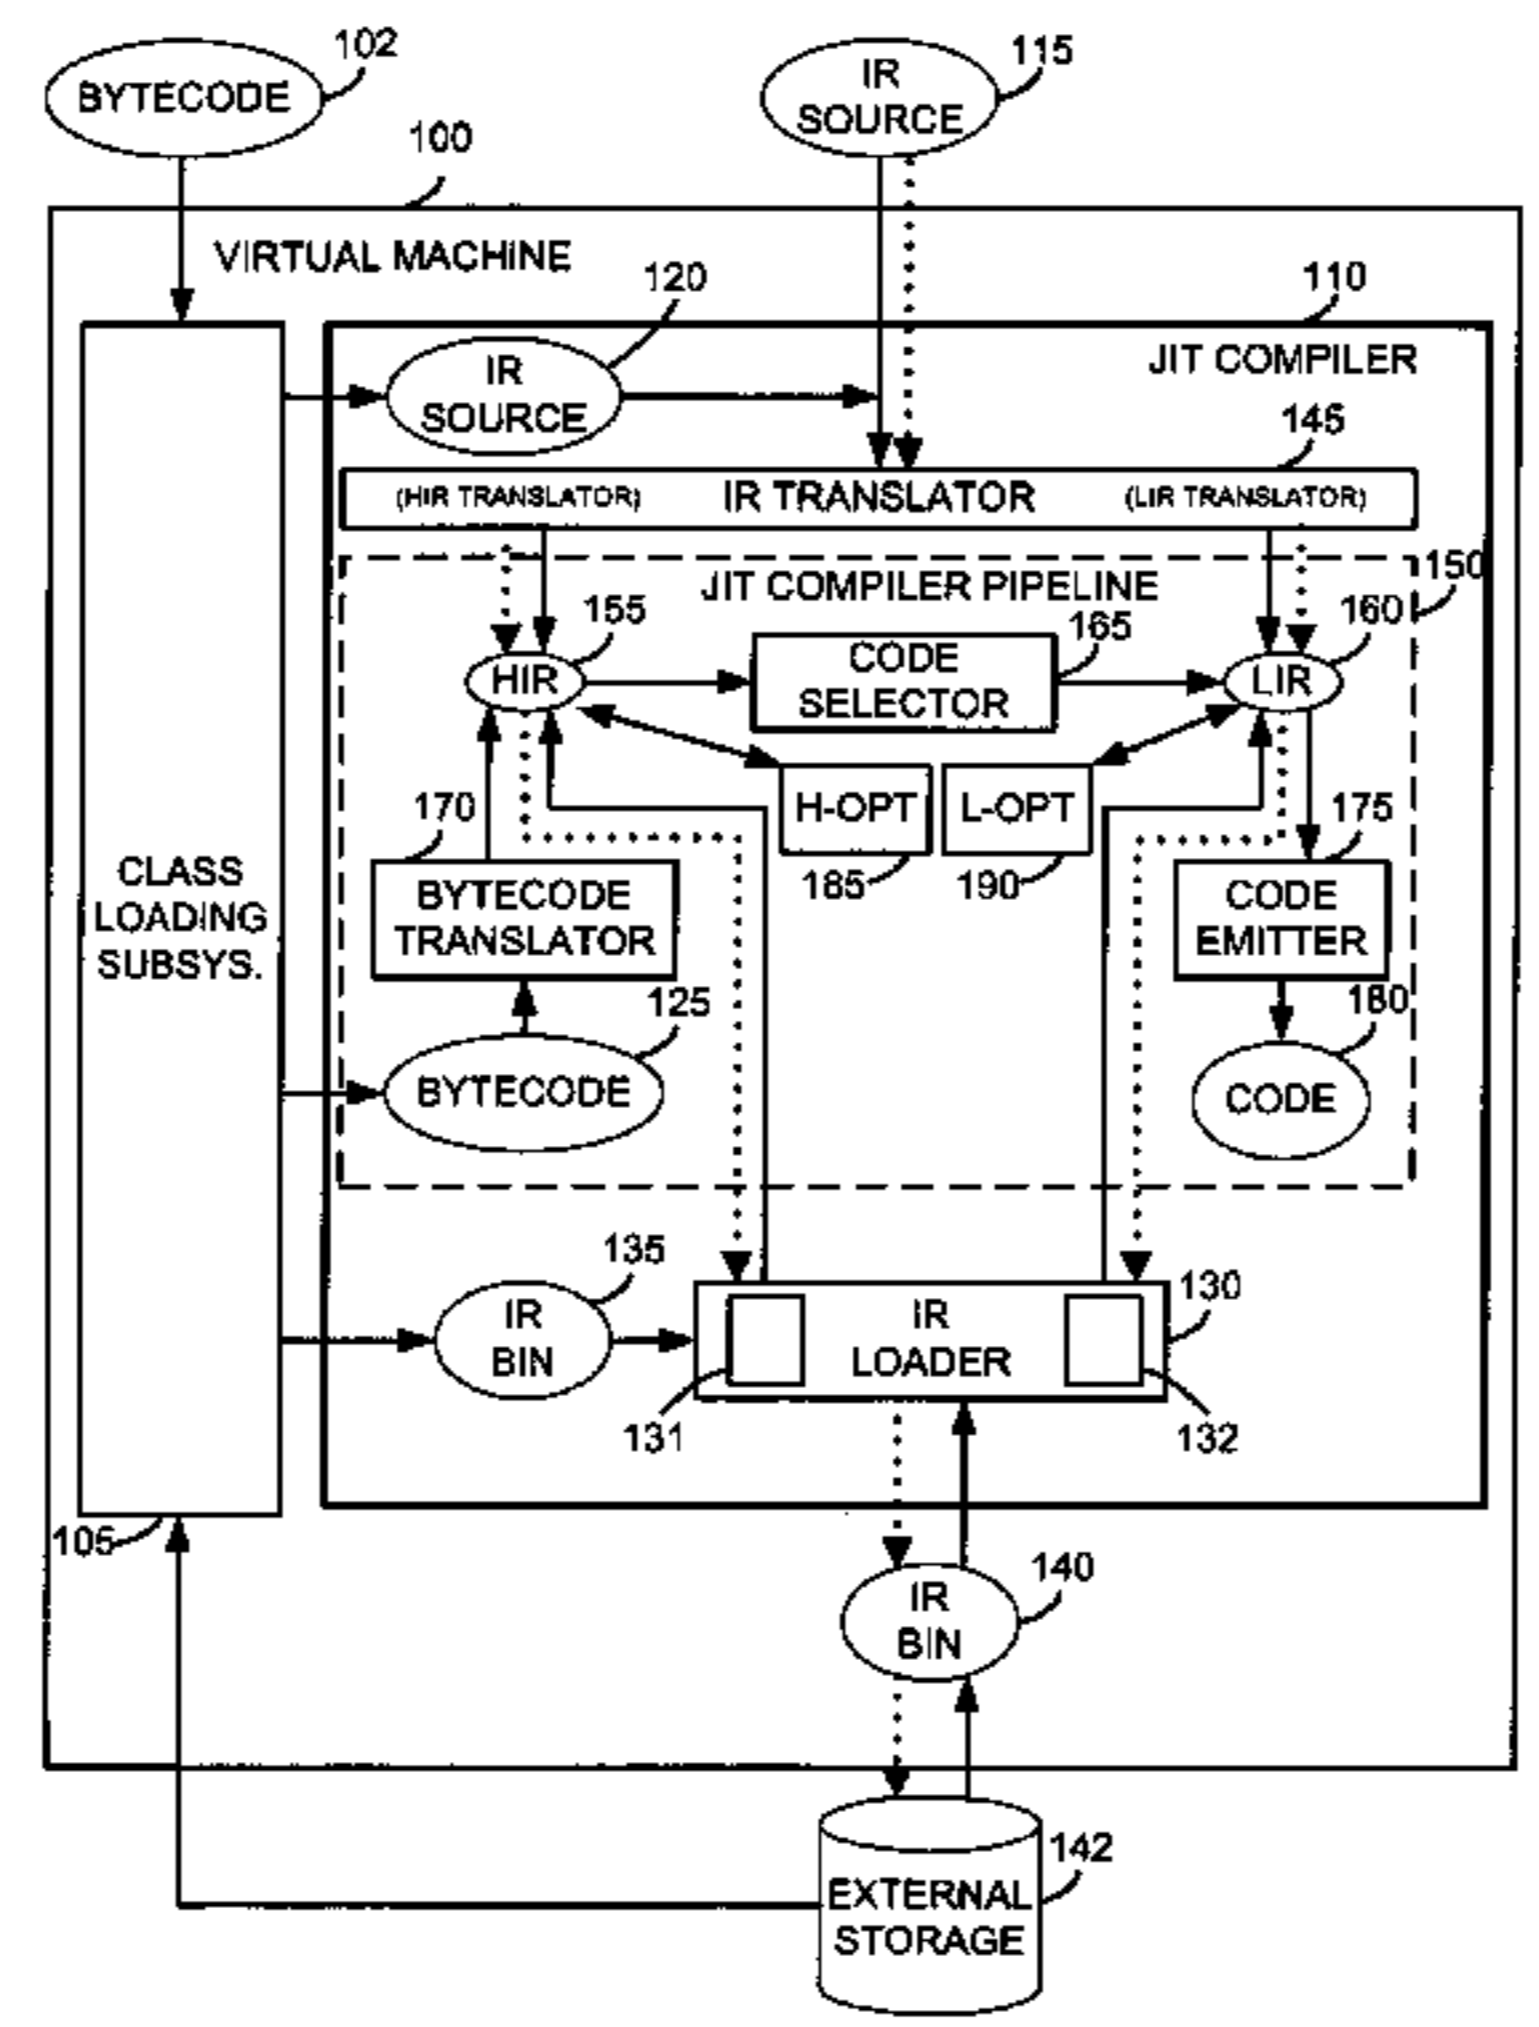 102
BYTECODE
115
IR
SOURCE
100
VIRTUAL MACHINE
120
110
IR
SOURCE
JIT COMPILER
145
(HIR TRANSLATOR)
IR TRANSLATOR
(LIR TRANSLATOR)
JIT COMPILER PIPELINE
150
155
165
160
HIR
CODE
SELECTOR
LIR
170
H-OPT
L-OPT
175
185
190
CLASS
LOADING
SUBSYS.
BYTECODE
TRANSLATOR
CODE
EMITTER
125
180
BYTECODE
CODE
135
130
IR
BIN
IR
LOADER
131
132
105
140
IR
BIN
142
EXTERNAL
STORAGE